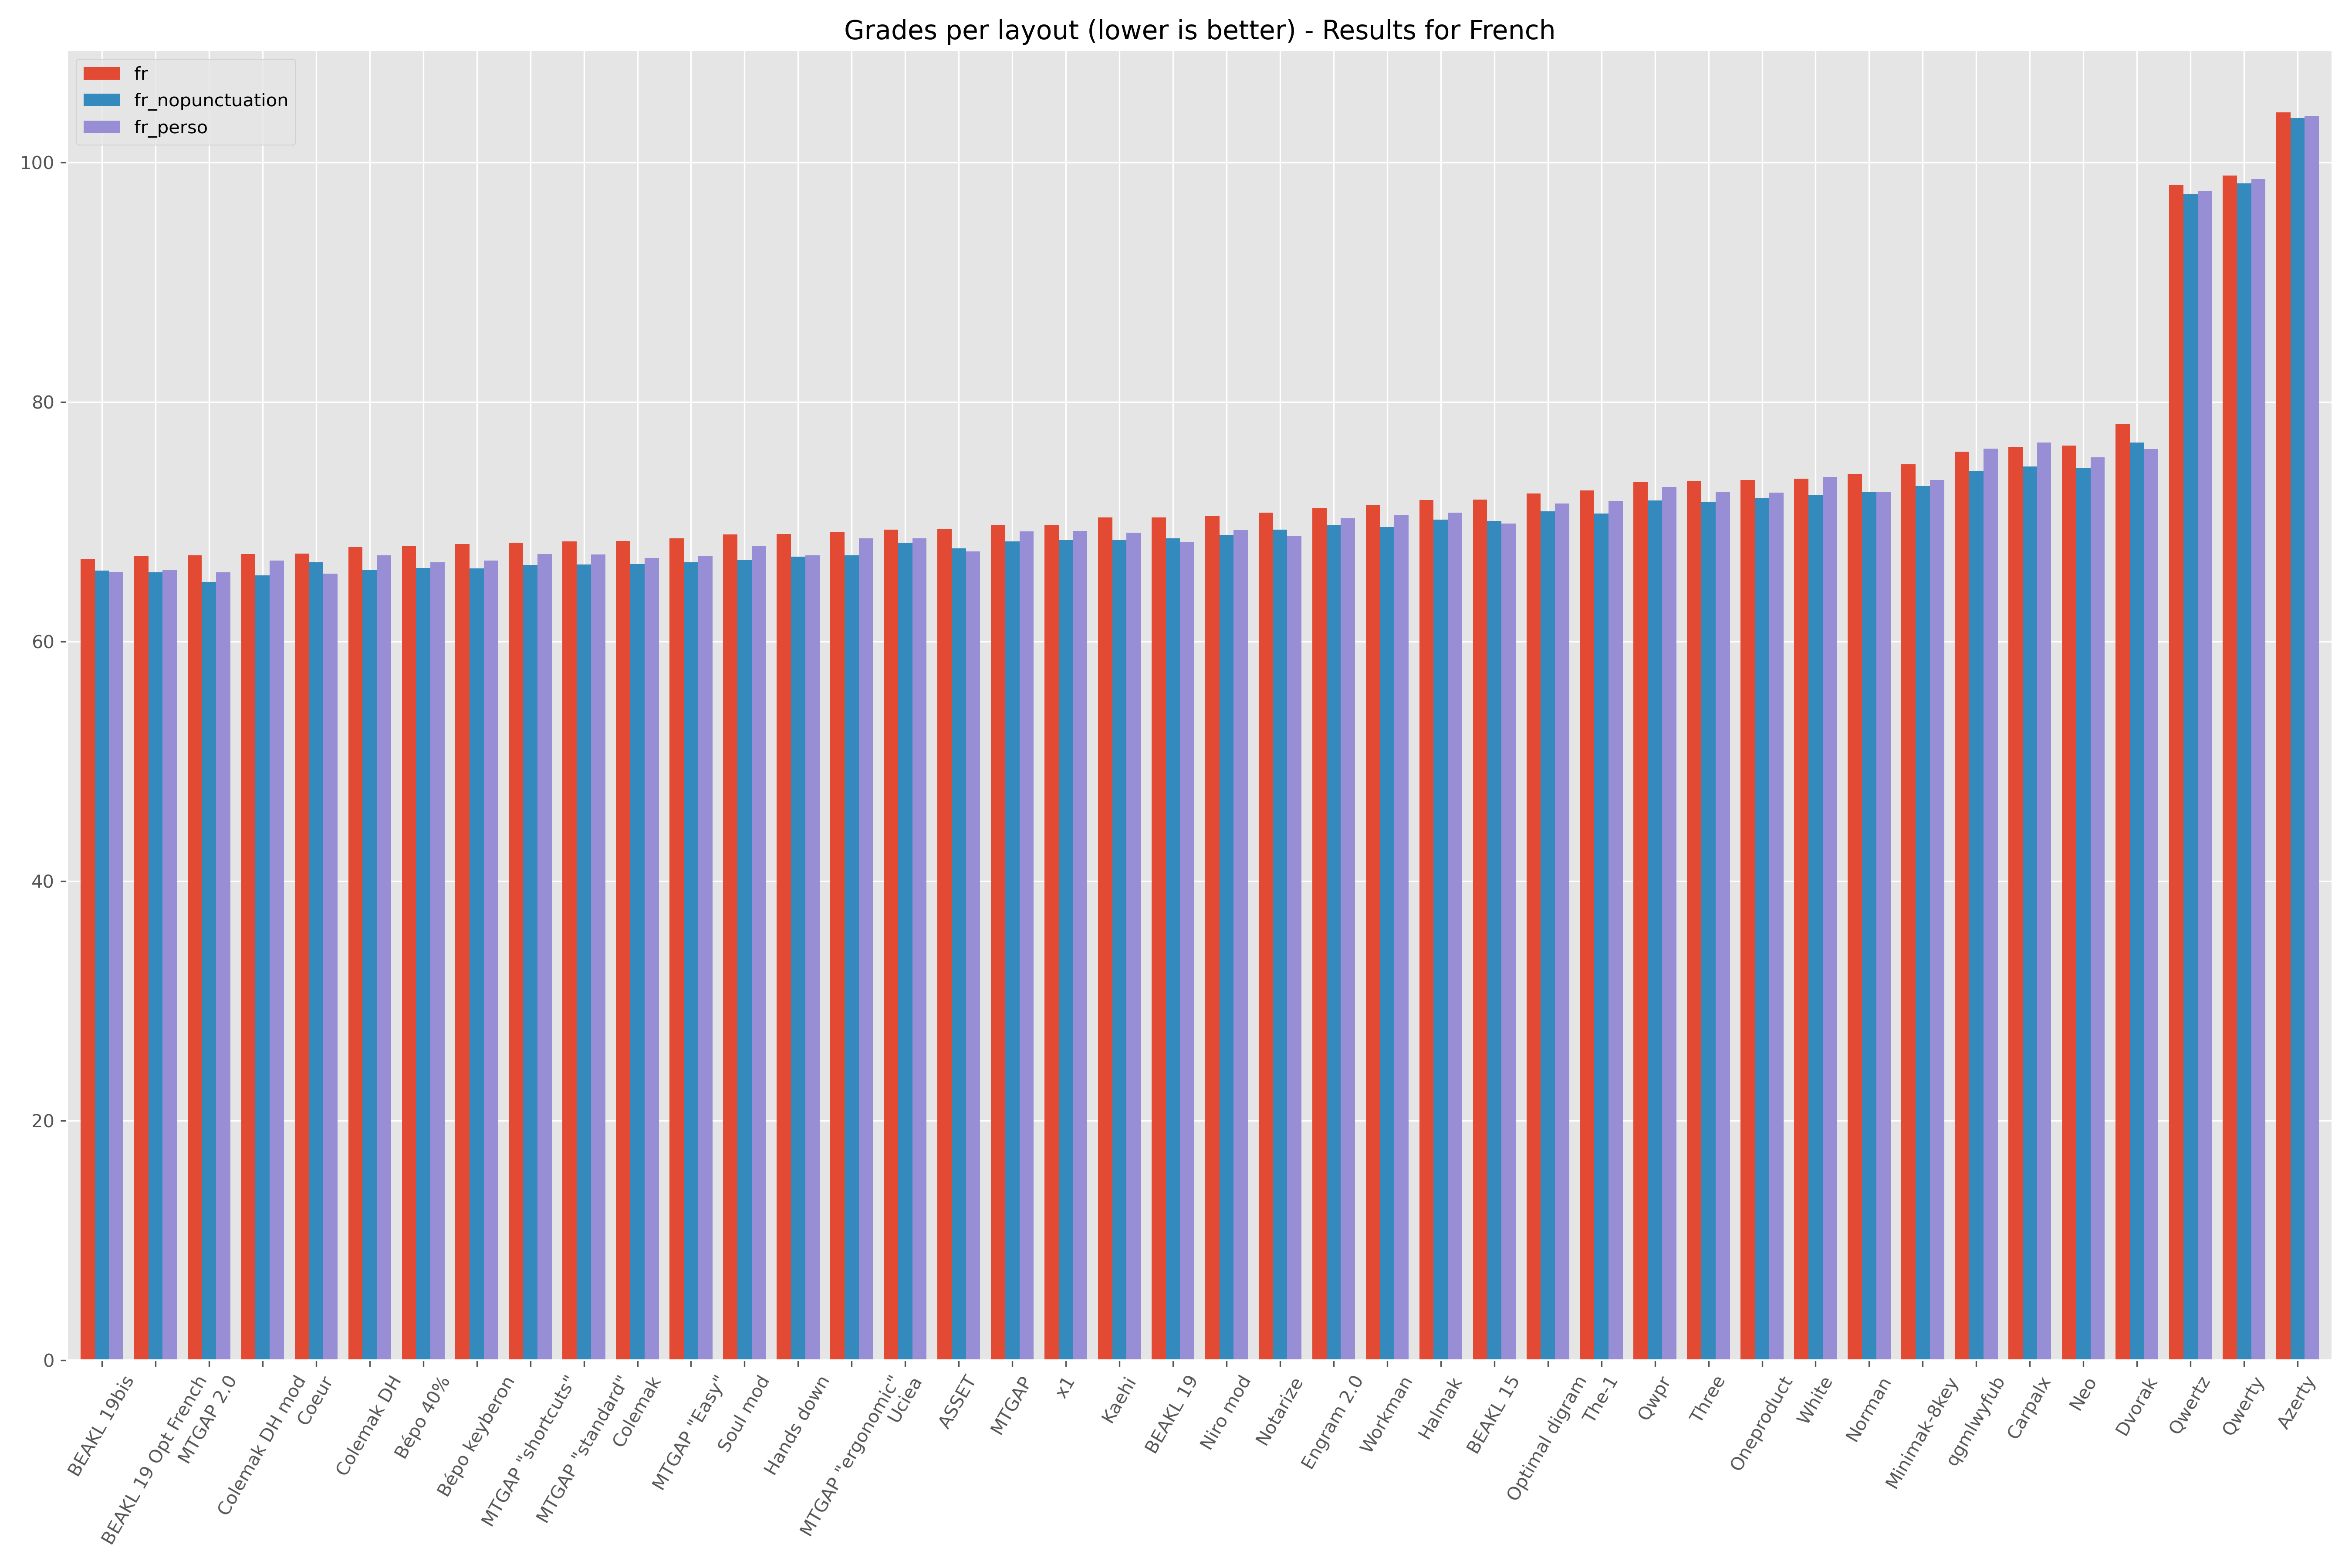 Grades per layout (lower is better) - Results for French
fr
fr_nopunctuation
fr_perso
100
80
60
40
20
0
BEAKL 19bis
BEAKL 19 Opt French
MTGAP 2.0
Colemak DH mod
Coeur
Colemak DH
Bépo 40%
Bépo keyberon
MTGAP "shortcuts"
MTGAP "standard"
Colemak
MTGAP "Easy"
Soul mod
Hands down
MTGAP "ergonomic"
Uciea
ASSET
MTGAP
x1
Kaehi
BEAKL 19
Niro mod
Notarize
Engram 2.0
Workman
Halmak
BEAKL 15
Optimal digram
The-1
Qwpr
Three
Oneproduct
White
Norman
Minimak-8key
qgmlwyfub
Carpalx
Neo
Dvorak
Qwertz
Qwerty
Azerty